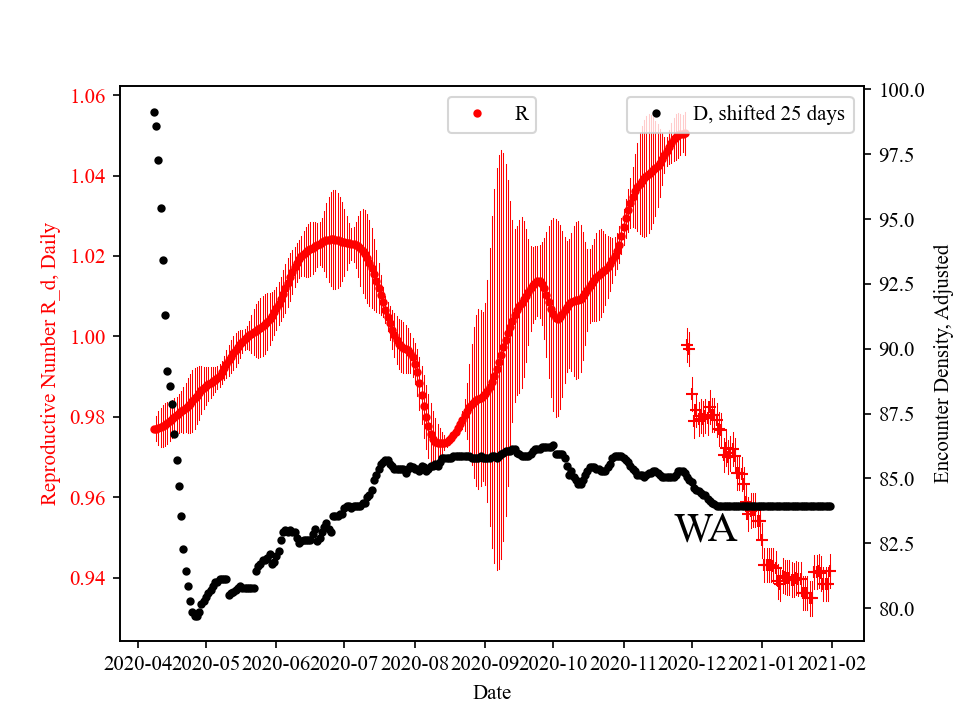 R
D, shifted 25 days
1.06
1.04
1.02
1.00
0.98
0.96
0.94
Reproductive Number R_d, Daily
100.0
97.5
95.0
92.5
90.0
87.5
85.0
82.5
80.0
Encounter Density, Adjusted
WA
2020-04 2020-05 2020-06 2020-07 2020-08 2020-09 2020-10 2020-11 2020-12 2021-01 2021-02
Date